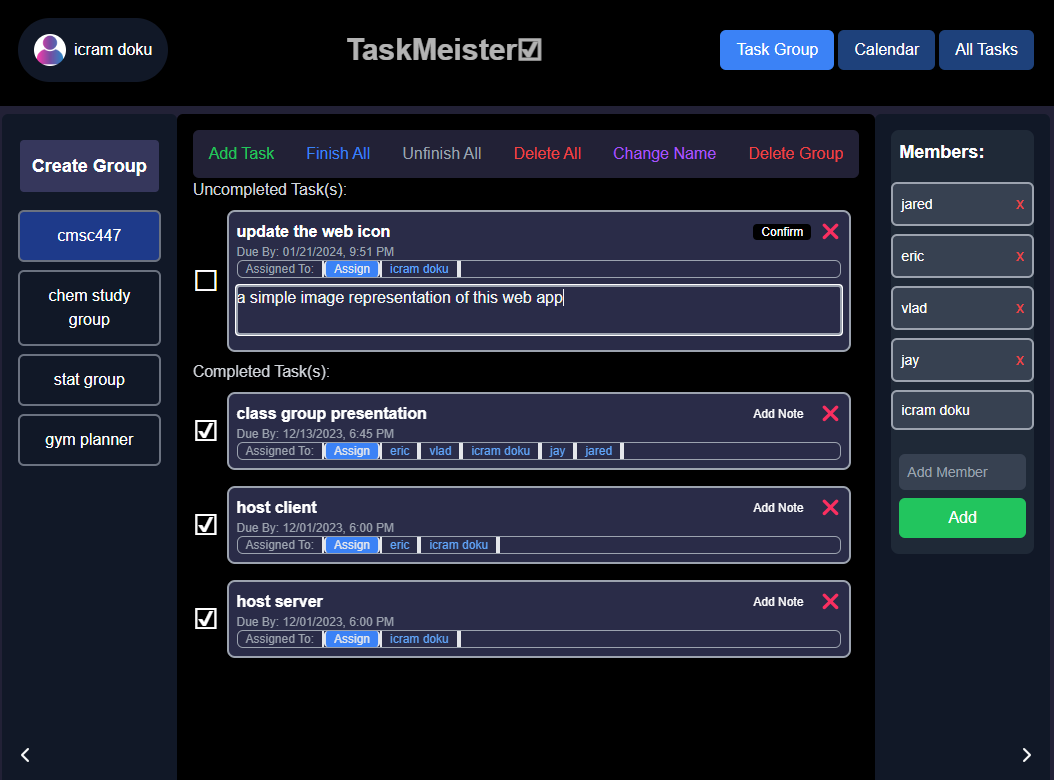 icram doku
TaskMeister☑
Task Group Calendar All Tasks
Create Group
cmsc447
chem study
group
stat group
gym planner
Add Task Finish All Unfinish All Delete All Change Name Delete Group
Uncompleted Task(s):
update the web icon Confirm
Due By: 01/21/2024, 9:51 PM
Assigned To: Assign icram doku
a simple image representation of this web app
Completed Task(s):
class group presentation Add Note
Due By: 12/13/2023, 6:45 PM
Assigned To: Assign eric vlad icram doku jay jared
host client Add Note
Due By: 12/01/2023, 6:00 PM
Assigned To: Assign eric icram doku
host server Add Note
Due By: 12/01/2023, 6:00 PM
Assigned To: Assign icram doku
Members:
jared X
eric X
vlad X
jay X
icram doku
Add Member
Add